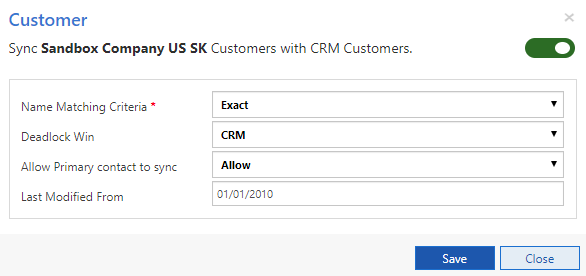 Customer
Sync Sandbox Company US SK Customers with CRM Customers.
Name Matching Criteria * Exact
Deadlock Win CRM
Allow Primary contact to sync Allow
Last Modified From 01/01/2010
Save Close